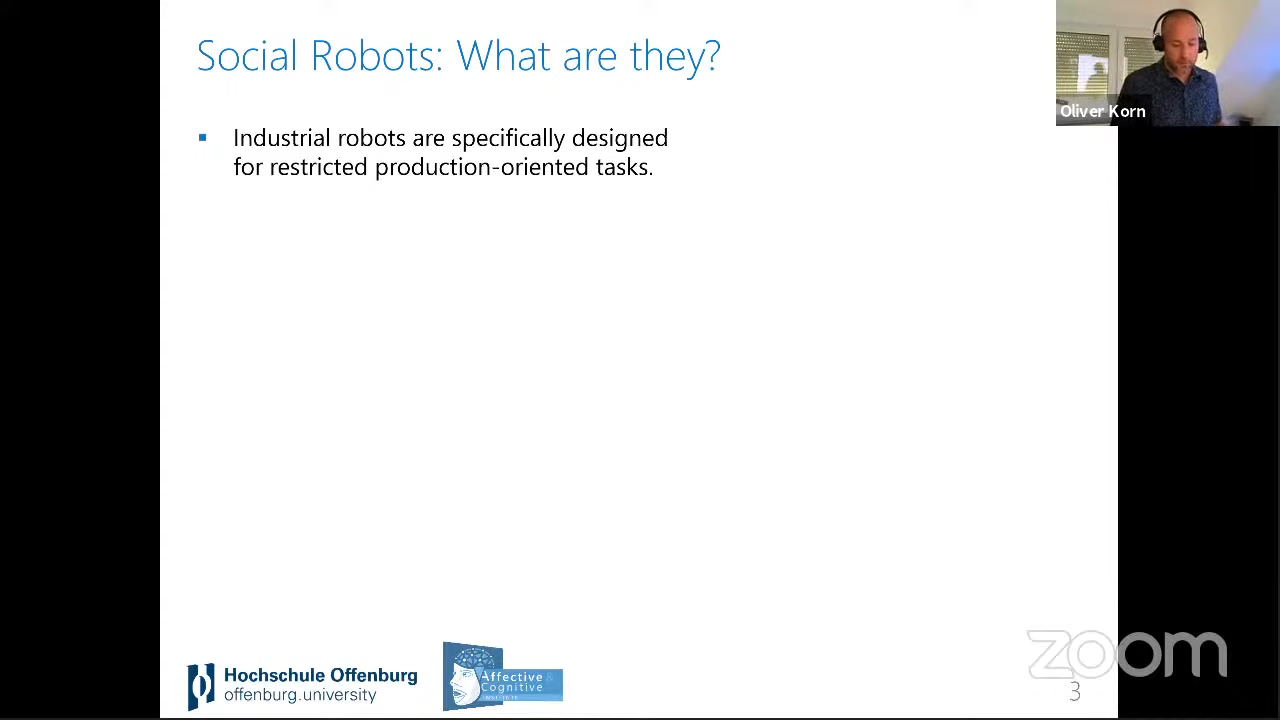 Social Robots: What are they?
Industrial robots are specifically designed
for restricted production-oriented tasks.
Oliver Korn
Hochschule Offenburg
offenburg.university
Affective &
Cognitive
INSTITUTE
zoom
3